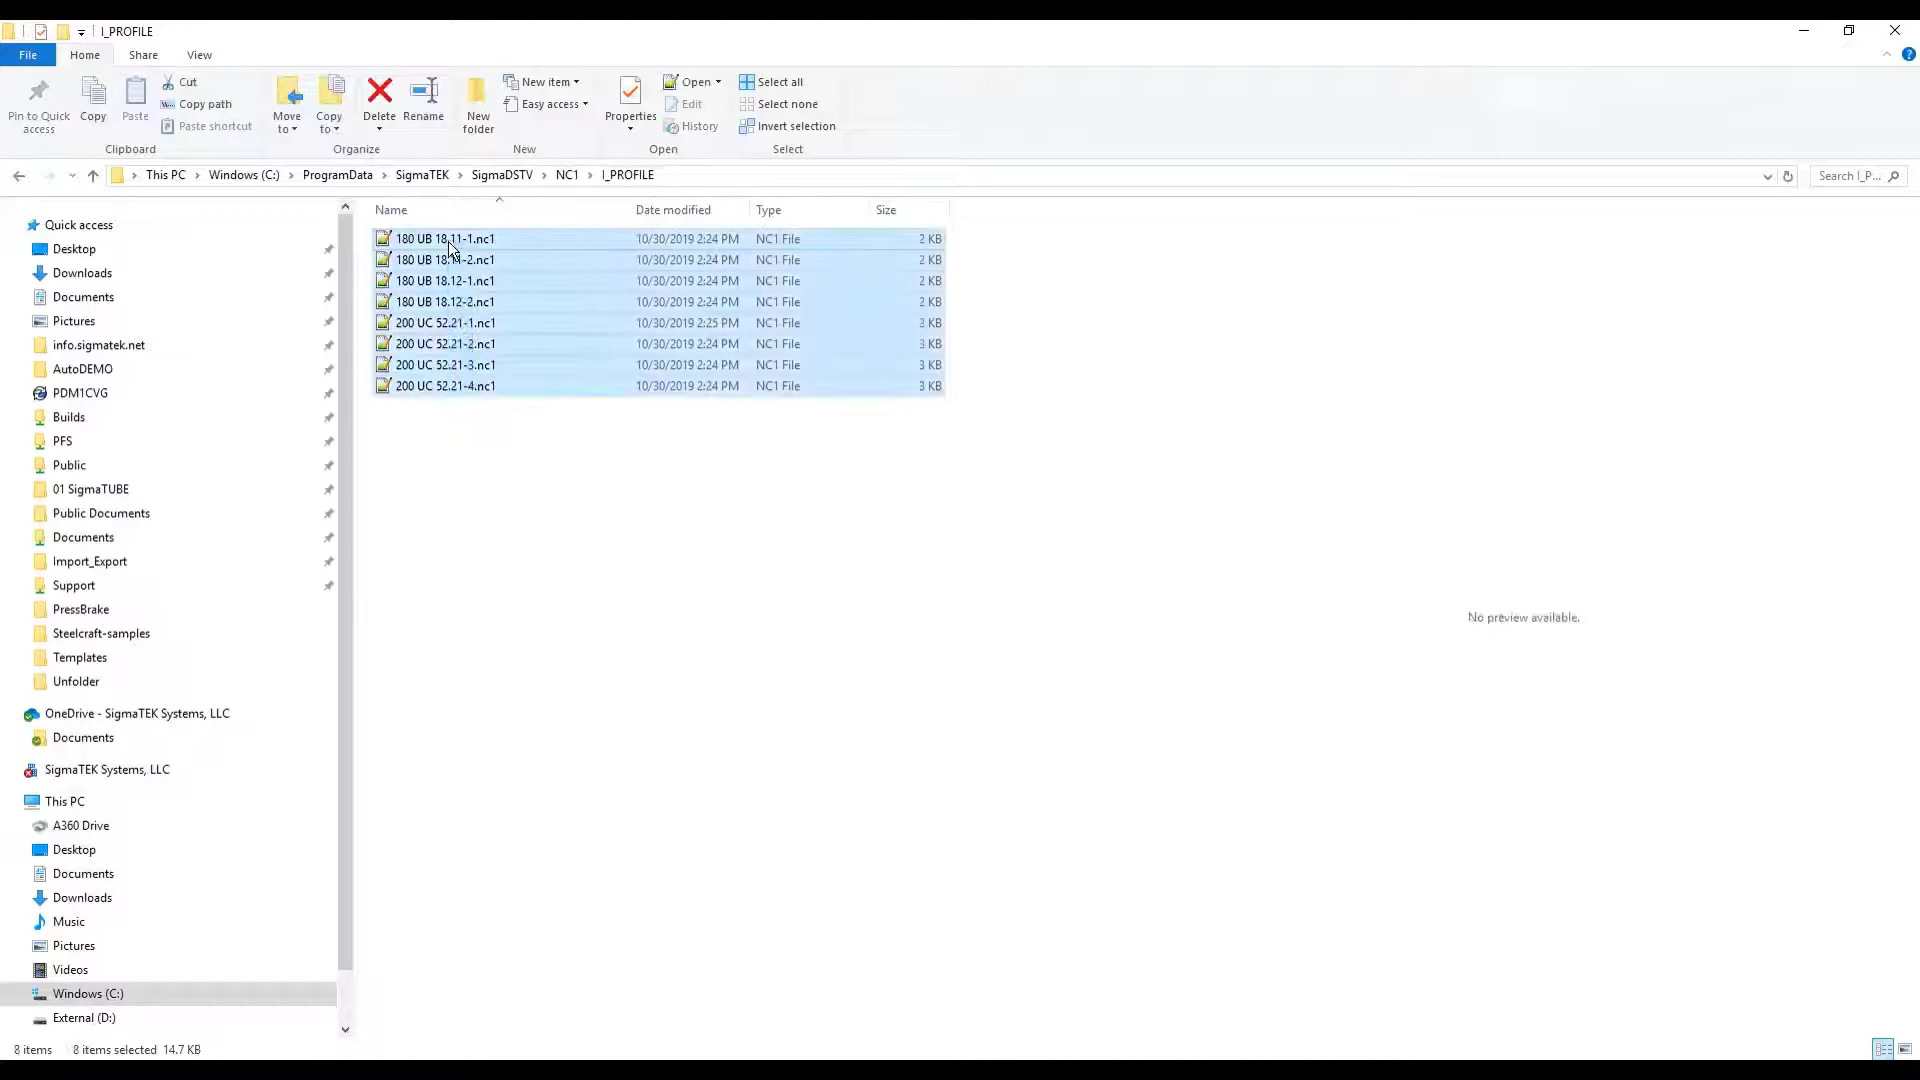 I_PROFILE
File Home Share View
Pin to Quick access
Copy
Paste
Cut
Copy path
Paste shortcut
Move to
Copy to
Delete
Rename
New folder
New item
Easy access
Properties
Open
Edit
History
Select all
Select none
Invert selection
Clipboard Organize New Open Select
This PC Windows (C:) ProgramData SigmaTEK SigmaDSTV NC1 I_PROFILE
Search I_P...
Name Date modified Type Size
180 UB 18.11-1.nc1 10/30/2019 2:24 PM NC1 File 2 KB
180 UB 18.11-2.nc1 10/30/2019 2:24 PM NC1 File 2 KB
180 UB 18.12-1.nc1 10/30/2019 2:24 PM NC1 File 2 KB
180 UB 18.12-2.nc1 10/30/2019 2:24 PM NC1 File 2 KB
200 UC 52.21-1.nc1 10/30/2019 2:25 PM NC1 File 2 KB
200 UC 52.21-2.nc1 10/30/2019 2:24 PM NC1 File 3 KB
200 UC 52.21-3.nc1 10/30/2019 2:24 PM NC1 File 3 KB
200 UC 52.21-4.nc1 10/30/2019 2:24 PM NC1 File 3 KB
Quick access
Desktop
Downloads
Documents
Pictures
info.sigmatek.net
AutoDEMO
PDM1CVG
Builds
PFS
Public
01 SigmaTUBE
Public Documents
Documents
Import_Export
Support
PressBrake
Steelcraft-samples
Templates
Unfolder
OneDrive - SigmaTEK Systems, LLC
Documents
SigmaTEK Systems, LLC
This PC
A360 Drive
Desktop
Documents
Downloads
Music
Pictures
Videos
Windows (C:)
External (D:)
No preview available.
8 items 8 items selected 14.7 KB